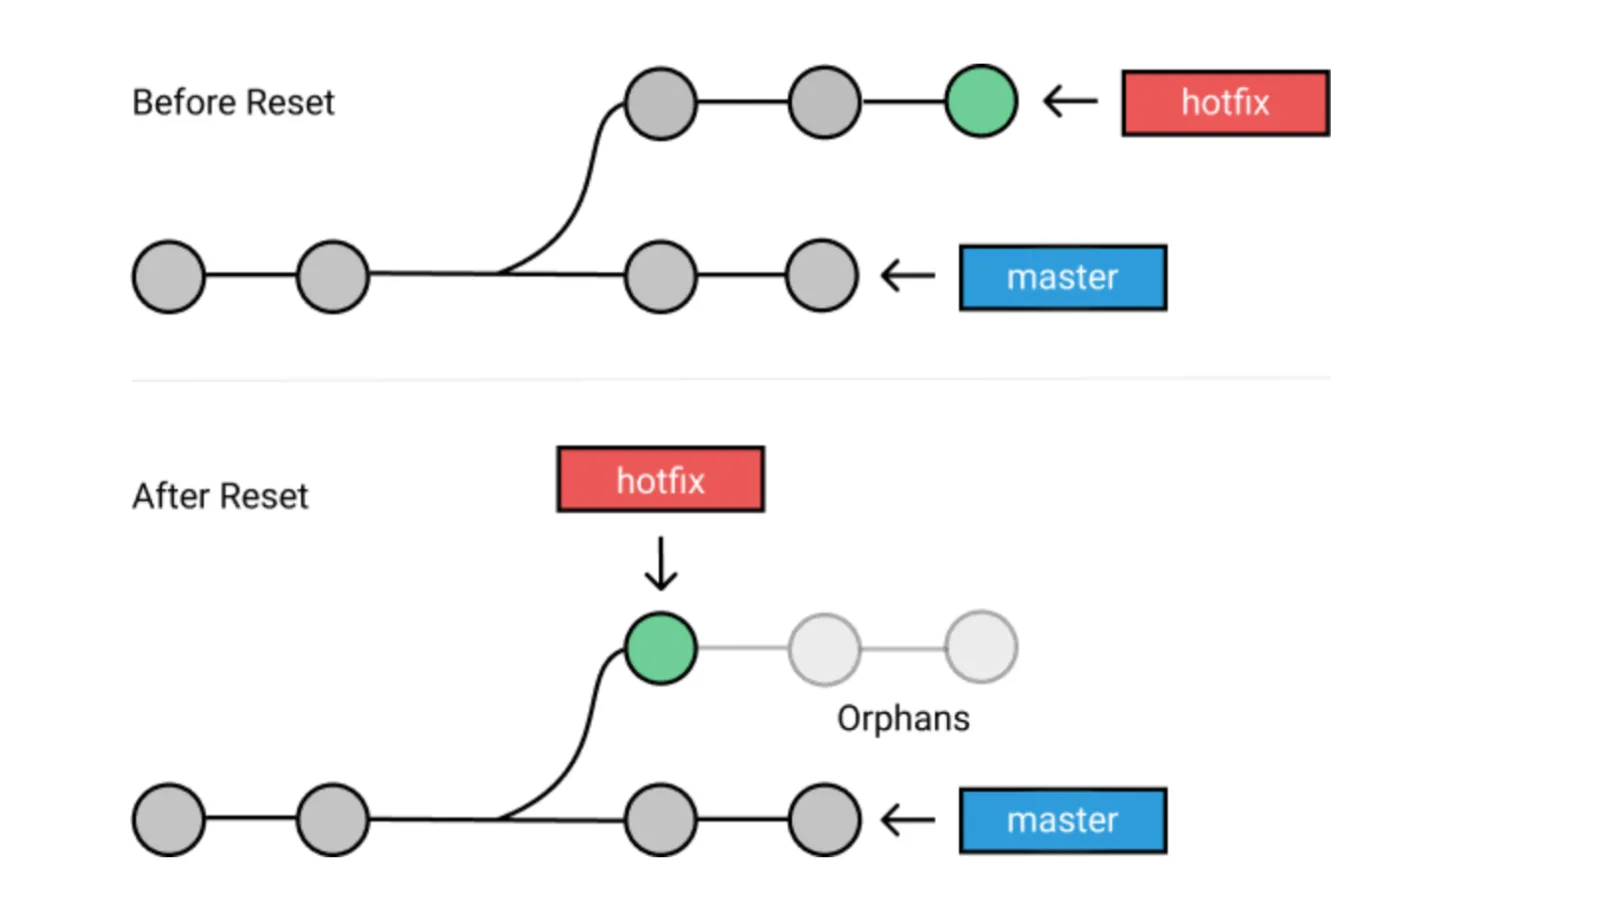 Before Reset
hotfix
master
After Reset
hotfix
Orphans
master